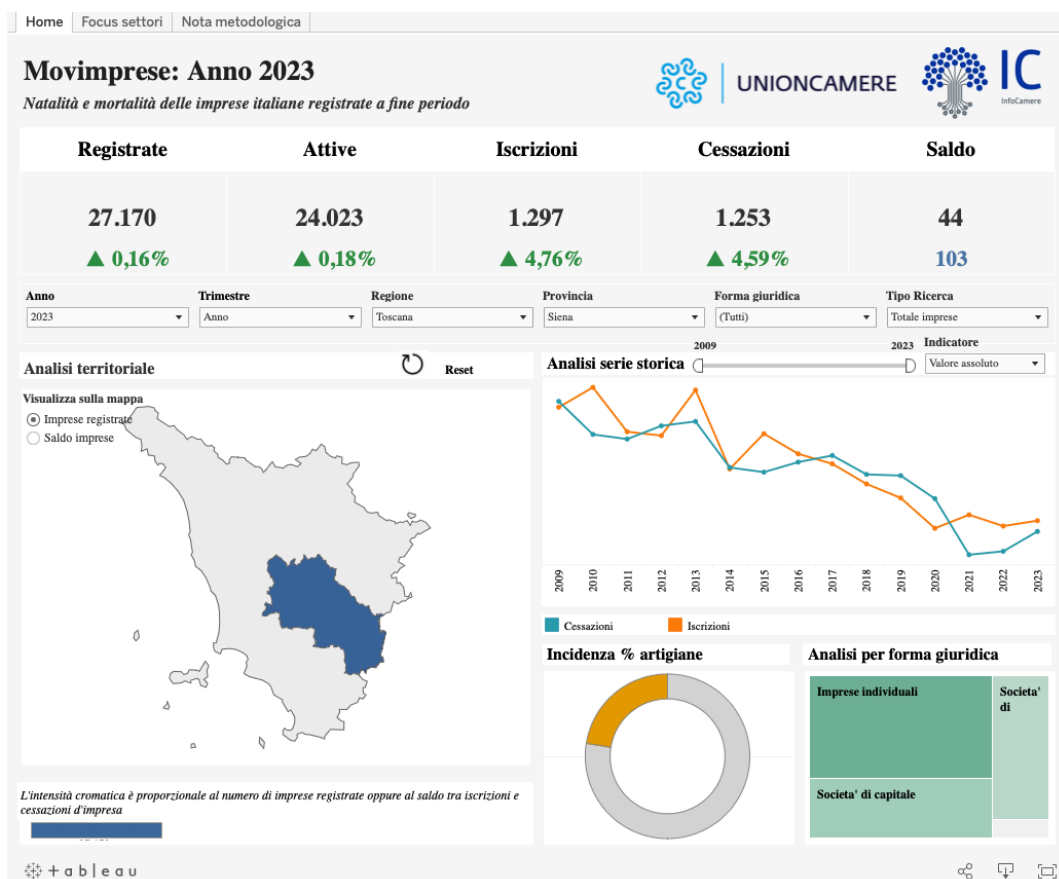 Home Focus settori Nota metodologica
Movimprese: Anno 2023
Natalità e mortalità delle imprese italiane registrate a fine periodo
UNIONCAMERE
IC
InfoCamere
Registrate Attive Iscrizioni Cessazioni Saldo
27.170 24.023 1.297 1.253 44
▲ 0,16% ▲ 0,18% ▲ 4,76% ▲ 4,59% 103
Anno Trimestre Regione Provincia Forma giuridica Tipo Ricerca
2023 Anno Toscana Siena (Tutti) Totale imprese
Analisi territoriale
Reset
Visualizza sulla mappa
Imprese registrate
Saldo imprese
L'intensità cromatica è proporzionale al numero di imprese registrate oppure al saldo tra iscrizioni e
cessazioni d'impresa
Analisi serie storica
2009 2023
Indicatore
Valore assoluto
2009 2010 2011 2012 2013 2014 2015 2016 2017 2018 2019 2020 2021 2022 2023
Cessazioni Iscrizioni
Incidenza % artigiane
Analisi per forma giuridica
Imprese individuali
Societa'
di
Societa' di capitale
+ a b | e a u